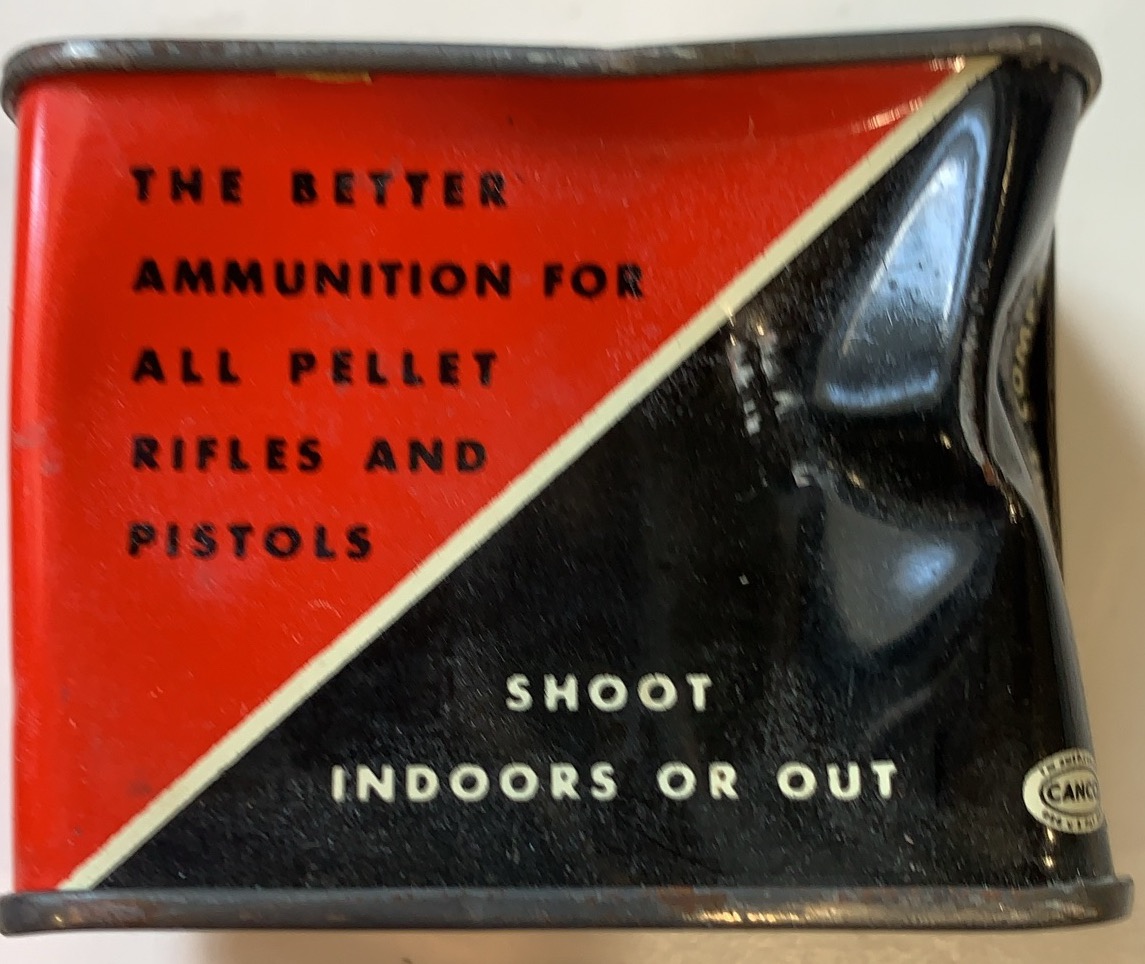 THE BETTER
AMMUNITION FOR
ALL PELLET
RIFLES AND
PISTOLS
SHOOT
INDOORS OR OUT
CANCO